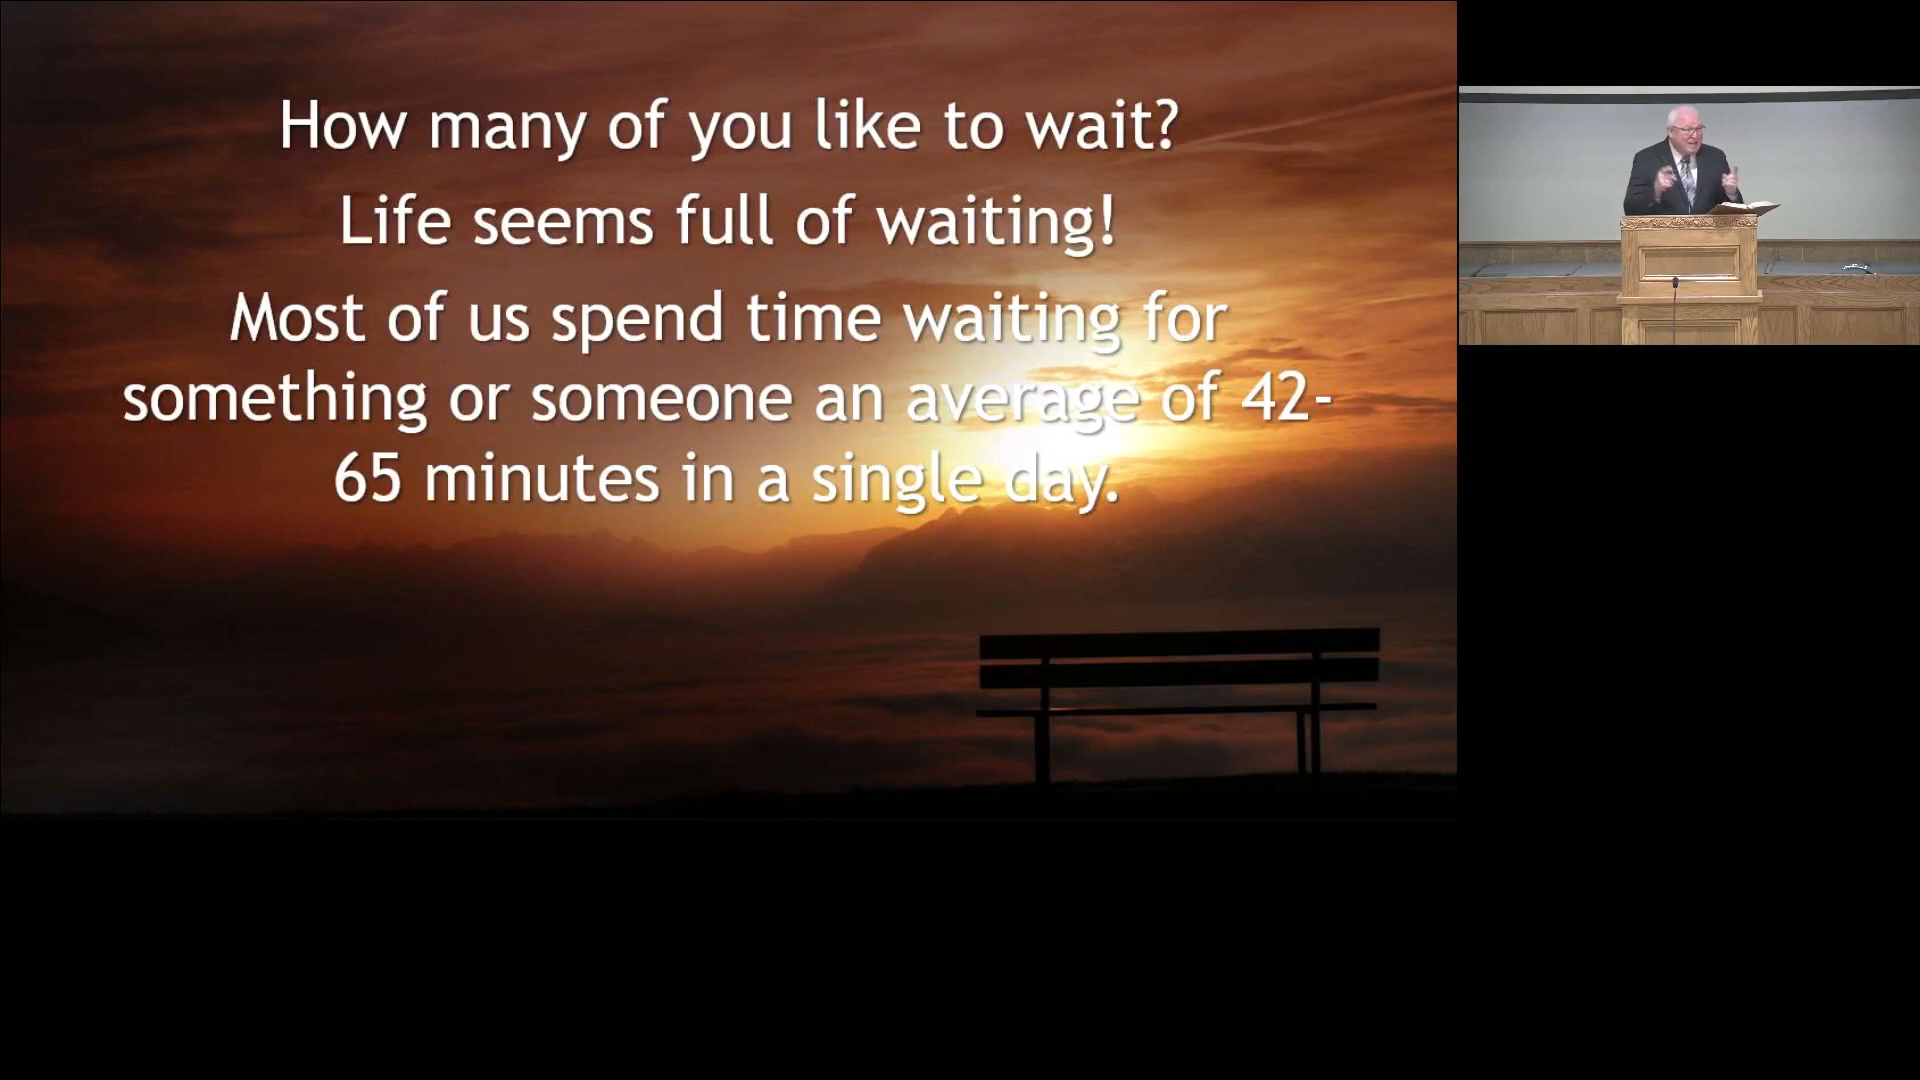 How many of you like to wait?
Life seems full of waiting!
Most of us spend time waiting for
something or someone an average of 42-
65 minutes in a single day.